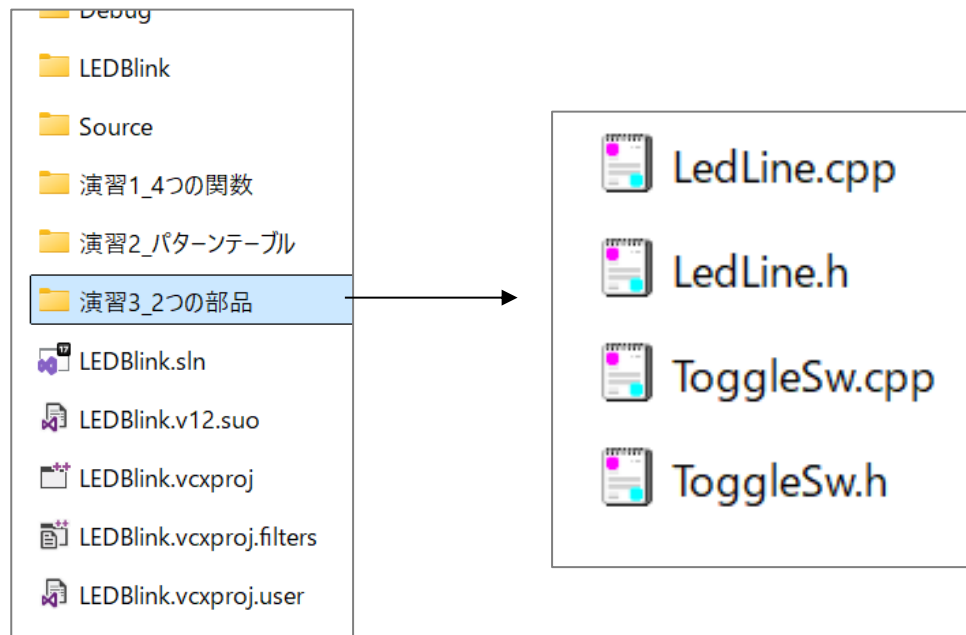 Debug
LEDBlink
Source
演習1_4つの関数
演習2_パターンテーブル
演習3_2つの部品
LEDBlink.sln
LEDBlink.v12.suo
LEDBlink.vcxproj
LEDBlink.vcxproj.filters
LEDBlink.vcxproj.user
LedLine.cpp
LedLine.h
ToggleSw.cpp
ToggleSw.h